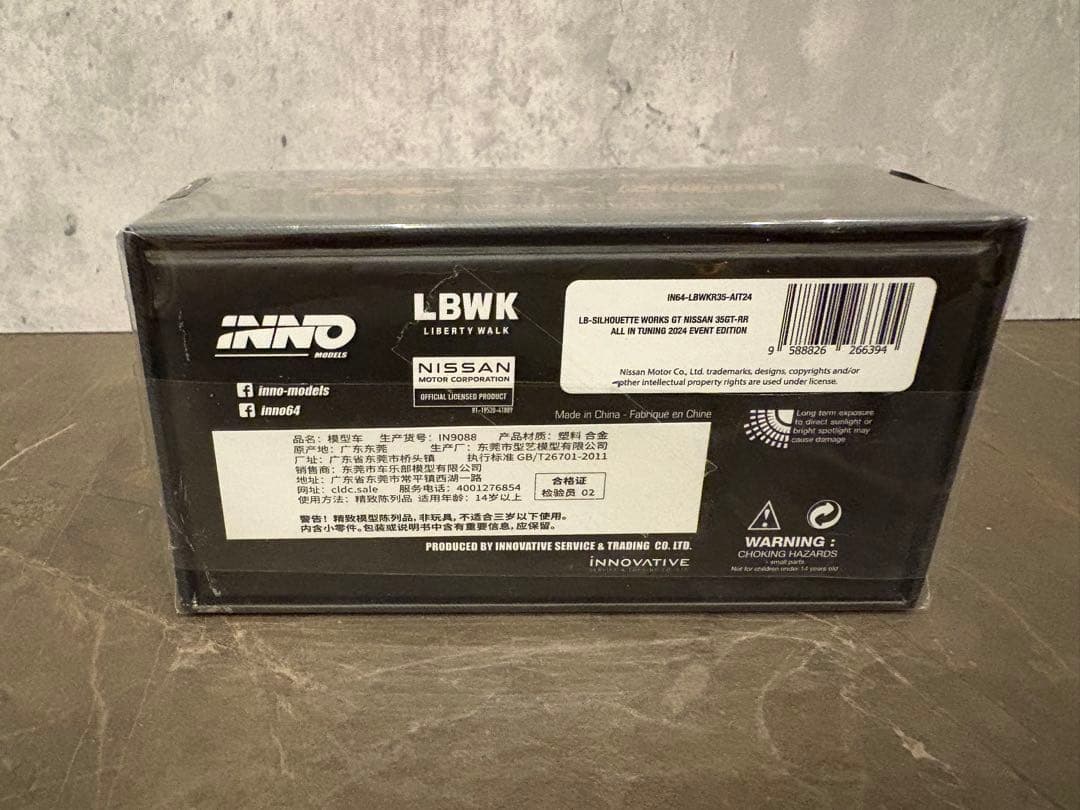 INNO
MODELS
inno-models
inno64
LBWK
LIBERTY WALK
NISSAN
MOTOR CORPORATION
OFFICIAL LICENSED PRODUCT
IN64-LBWKR35-AIT24
LB-SILHOUETTE WORKS GT NISSAN 35GT-RR
ALL IN TUNING 2024 EVENT EDITION
9 588826 266394
Nissan Motor Co., Ltd. trademarks, designs, copyrights and/or
other intellectual property rights are used under license.
Made in China - Fabriqué en Chine
Long term exposure
to direct sunlight or
bright spotlight may
cause damage
品名：模型车 生产货号：IN9088 产品材质：塑料 合金
原产地：广东东莞 生产厂：东莞市型艺模型有限公司
厂址：广东省东莞市桥头镇 执行标准 GB/T26701-2011
销售商：东莞市车乐部模型有限公司
地址：广东省东莞市常平镇西湖一路
网址：cldc.sale 服务电话：4001276854
使用方法：精致陈列品 适用年龄：14岁以上
合格证
检验员 02
警告！精致模型陈列品，非玩具，不适合三岁以下使用。
内含小零件。包装或说明书中含有重要信息，应保留。
PRODUCED BY INNOVATIVE SERVICE & TRADING CO. LTD.
INNOVATIVE
WARNING :
CHOKING HAZARDS
- small parts
Not for children under 14 years old